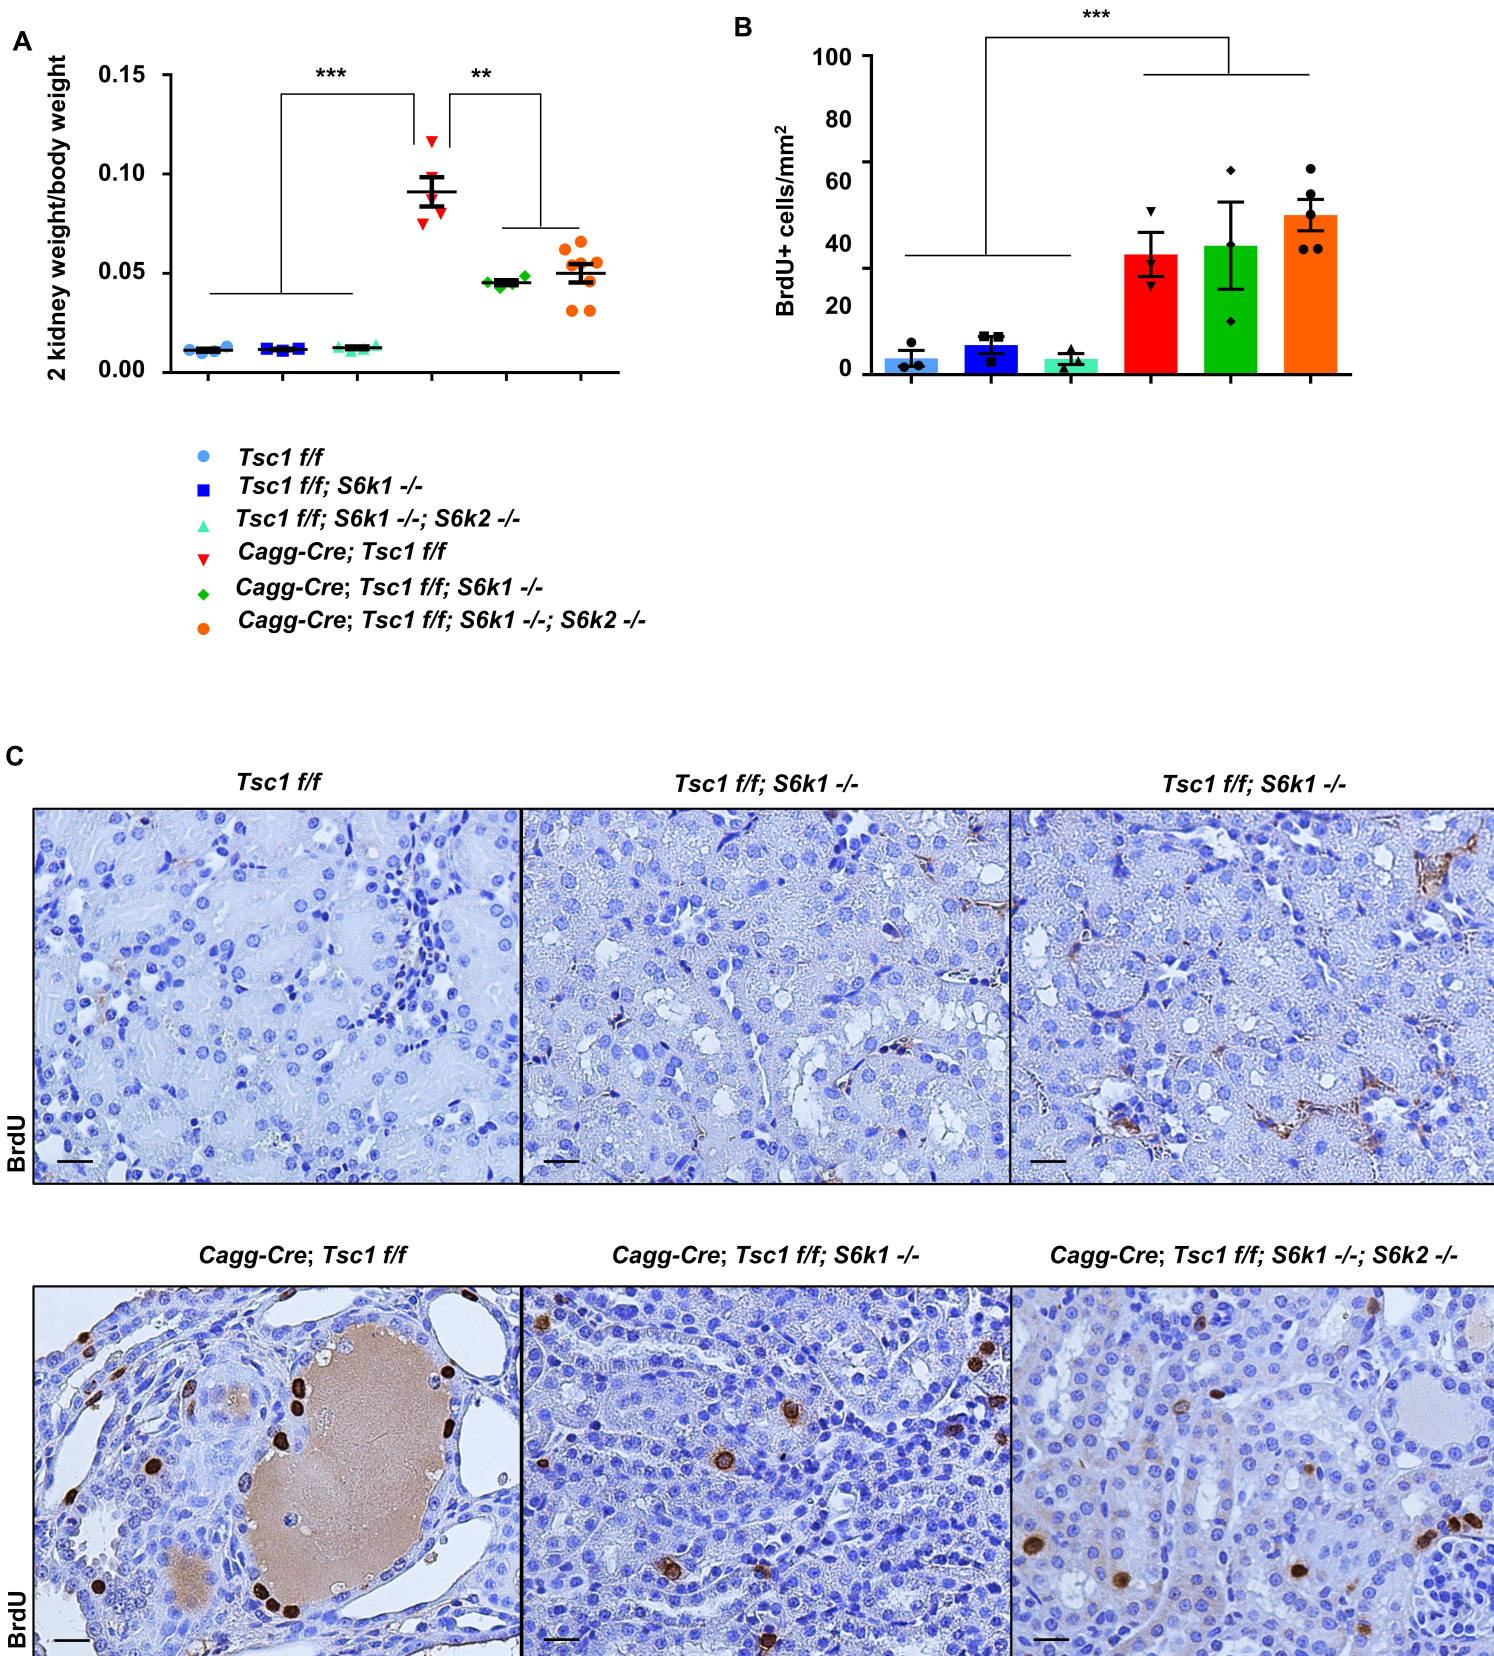 A
2 kidney weight/body weight
0.15
0.10
0.05
0.00
***
**
B
BrdU+ cells/mm2
100
80
60
40
20
0
***
Tsc1 f/f
Tsc1 f/f; S6k1 -/-
Tsc1 f/f; S6k1 -/-; S6k2 -/-
Cagg-Cre; Tsc1 f/f
Cagg-Cre; Tsc1 f/f; S6k1 -/-
Cagg-Cre; Tsc1 f/f; S6k1 -/-; S6k2 -/-
C
Tsc1 f/f
Tsc1 f/f; S6k1 -/-
Tsc1 f/f; S6k1 -/-
BrdU
Cagg-Cre; Tsc1 f/f
Cagg-Cre; Tsc1 f/f; S6k1 -/-
Cagg-Cre; Tsc1 f/f; S6k1 -/-; S6k2 -/-
BrdU